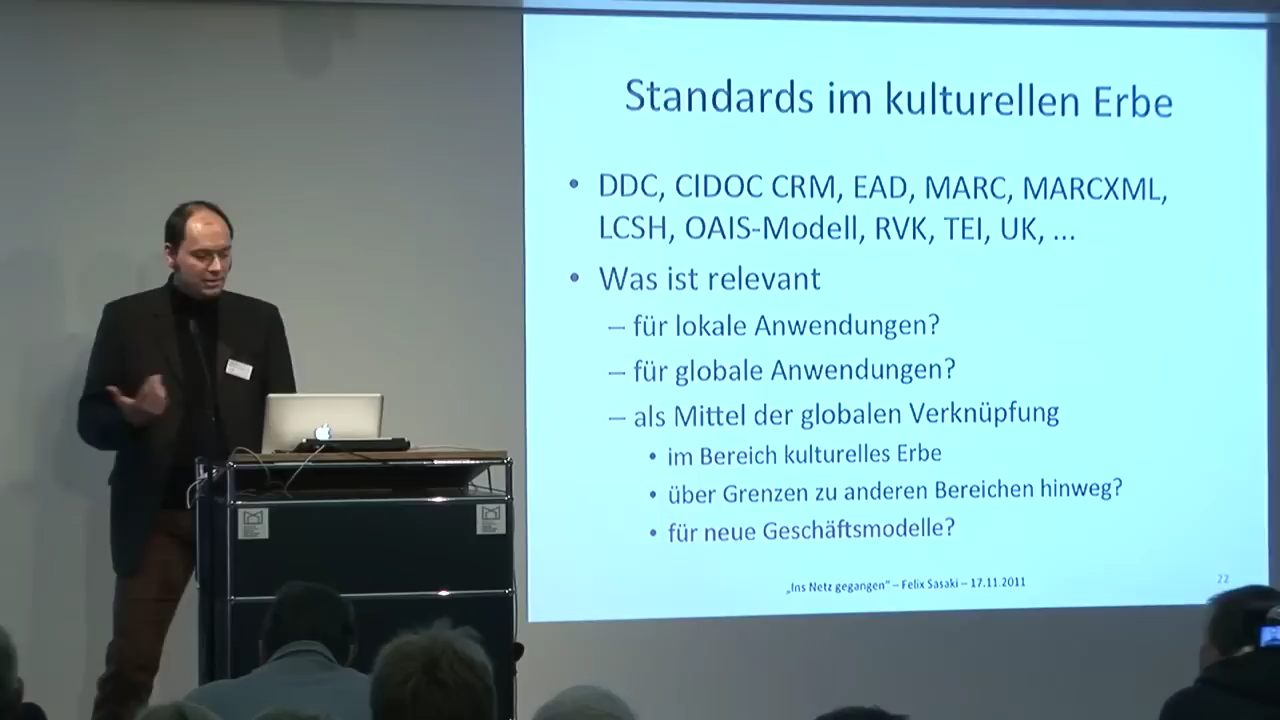 Standards im kulturellen Erbe
• DDC, CIDOC CRM, EAD, MARC, MARCXML,
LCSH, OAIS-Modell, RVK, TEI, UK, ...
• Was ist relevant
– für lokale Anwendungen?
– für globale Anwendungen?
– als Mittel der globalen Verknüpfung
• im Bereich kulturelles Erbe
• über Grenzen zu anderen Bereichen hinweg?
• für neue Geschäftsmodelle?
„Ins Netz gegangen" – Felix Sasaki – 17.11.2011
22